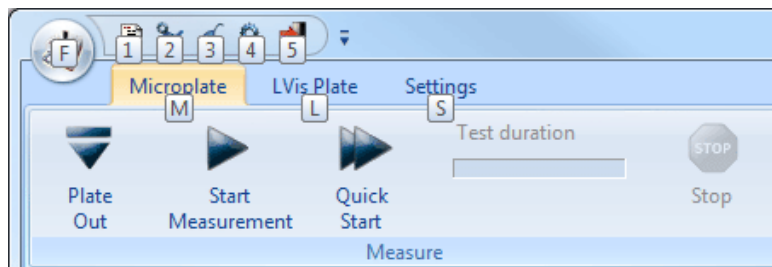 F
1 2 3 4 5
Microplate LVis Plate Settings
M L S
Test duration
STOP
Plate Out
Start Measurement
Quick Start
Stop
Measure